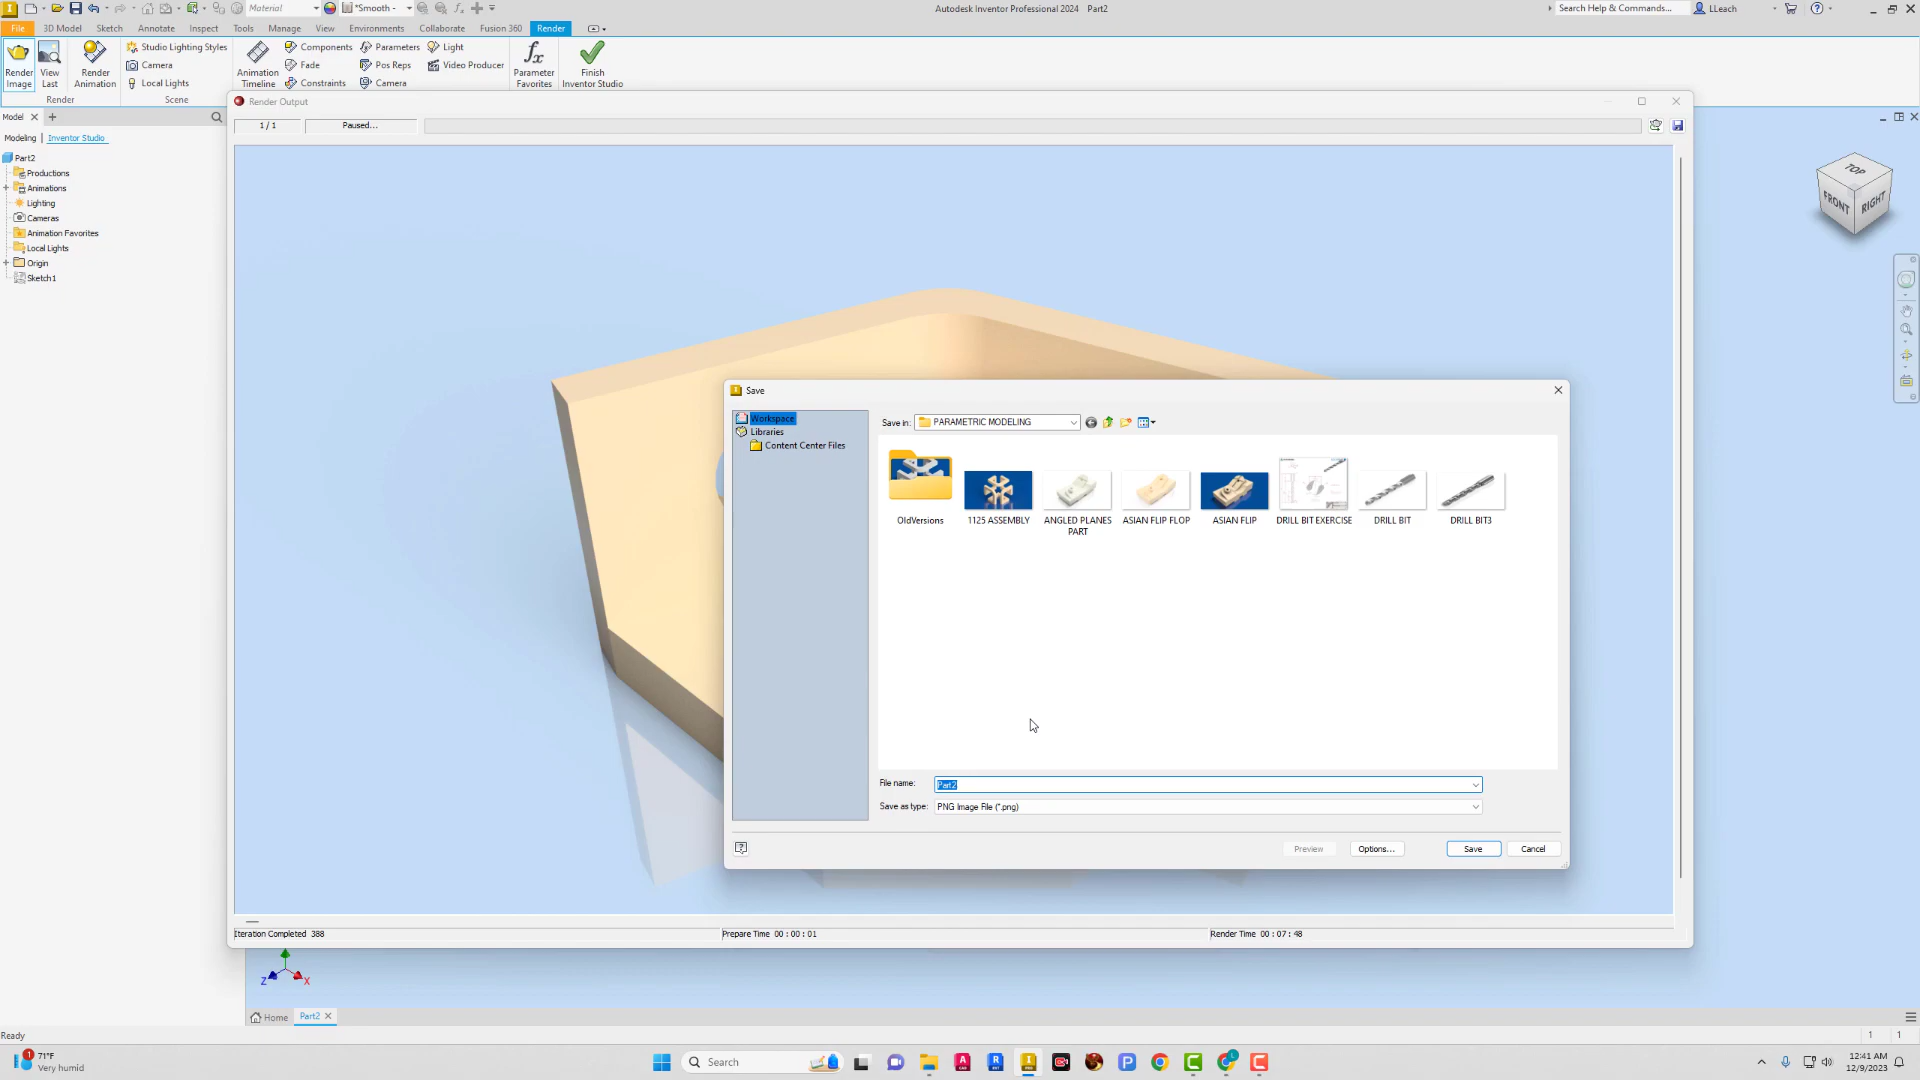 Material
*Smooth
Autodesk Inventor Professional 2024 Part2
Search Help & Commands...
LLeach
File 3D Model Sketch Annotate Inspect Tools Manage View Environments Collaborate Fusion 360 Render
Render Image
View Last
Render Animation
Studio Lighting Styles
Camera
Local Lights
Animation Timeline
Components
Fade
Constraints
Parameters
Pos Reps
Camera
Light
Video Producer
Parameter Favorites
Finish Inventor Studio
Render
Scene
Model
Modeling
Inventor Studio
Part2
Productions
Animations
Lighting
Cameras
Animation Favorites
Local Lights
Origin
Sketch1
Render Output
1 / 1
Paused...
TOP
FRONT
RIGHT
Save
Workspace
Libraries
Content Center Files
Save in: PARAMETRIC MODELING
OldVersions
1125 ASSEMBLY
ANGLED PLANES PART
ASIAN FLIP FLOP
ASIAN FLIP
DRILL BIT EXERCISE
DRILL BIT
DRILL BIT3
File name: Part2
Save as type: PNG Image File (*.png)
Preview
Options...
Save
Cancel
Iteration Completed 388
Prepare Time 00 : 00 : 01
Render Time 00 : 07 : 48
Z
X
Home
Part2
Ready
1 1
71°F
Very humid
Search
12:41 AM
12/9/2023